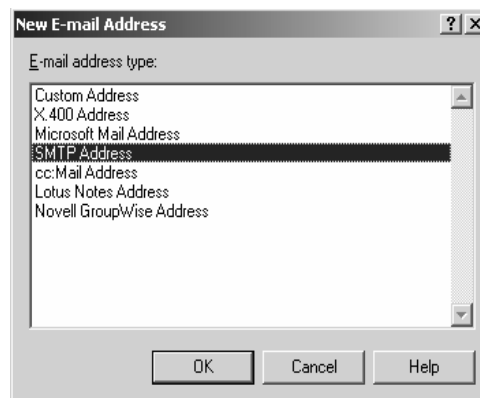 New E-mail Address
E-mail address type:
Custom Address
X.400 Address
Microsoft Mail Address
SMTP Address
cc:Mail Address
Lotus Notes Address
Novell GroupWise Address
OK Cancel Help